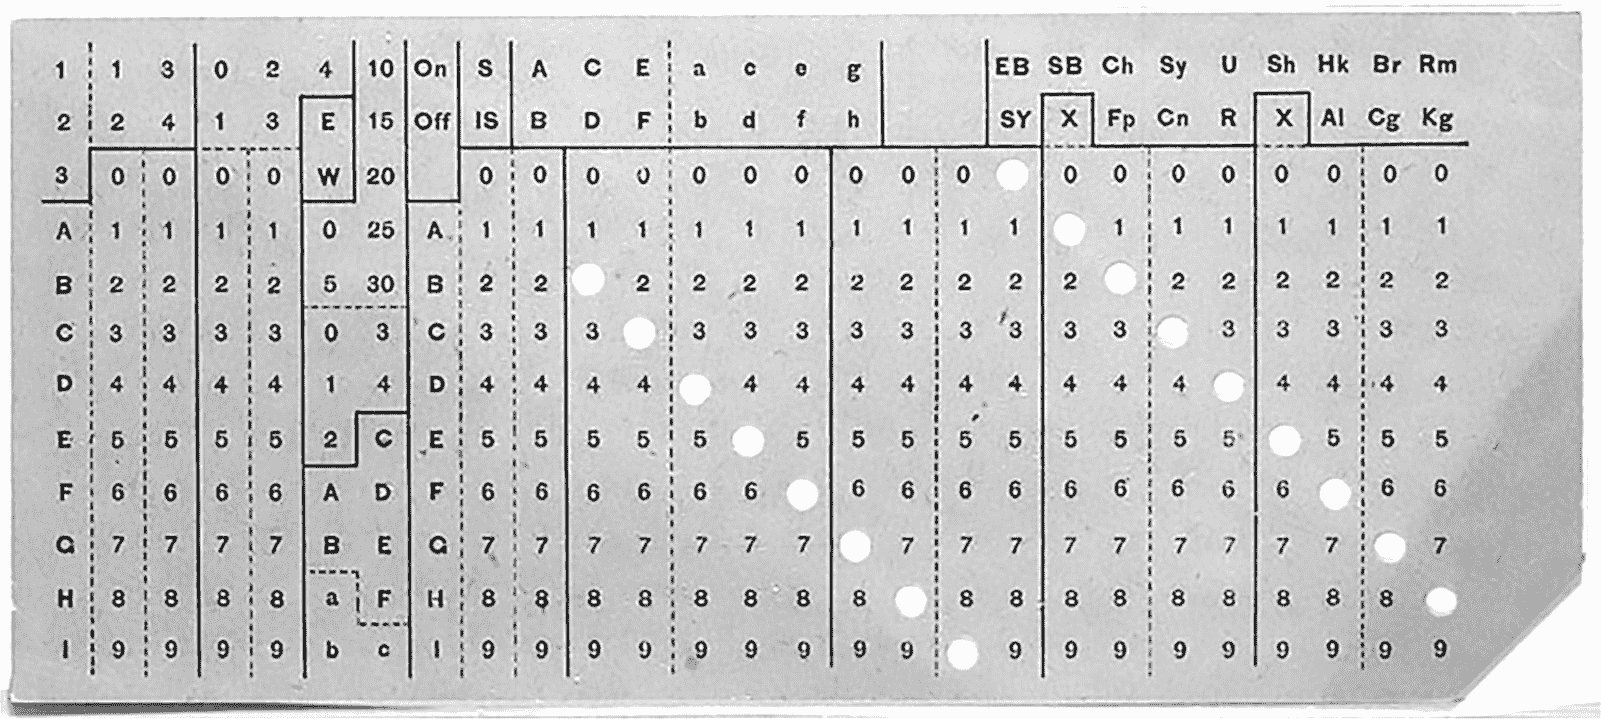 1 1 3 0 2 4 10 On S A C E a c e g EB SB Ch Sy U Sh Hk Br Rm
2 2 4 1 3 E 15 Off IS B D F b d f h SY X Fp Cn R X Al Cg Kg
3 0 0 0 0 W 20 0 0 0 0 0 0 0 0 0 0 0 0 0 0 0 0 0 0
A 1 1 1 1 0 25 A 1 1 1 1 1 1 1 1 1 1 1 1 1 1 1 1 1 1
B 2 2 2 2 5 30 B 2 2 2 2 2 2 2 2 2 2 2 2 2 2 2 2 2
C 3 3 3 3 0 3 C 3 3 3 3 3 3 3 3 3 3 3 3 3 3 3 3 3
D 4 4 4 4 1 4 D 4 4 4 4 4 4 4 4 4 4 4 4 4 4 4 4 4
E 5 5 5 5 2 C E 5 5 5 5 5 5 5 5 5 5 5 5 5 5 5 5 5
F 6 6 6 6 A D F 6 6 6 6 6 6 6 6 6 6 6 6 6 6 6 6 6
G 7 7 7 7 B E G 7 7 7 7 7 7 7 7 7 7 7 7 7 7 7 7 7
H 8 8 8 8 a F H 8 8 8 8 8 8 8 8 8 8 8 8 8 8 8 8 8
I 9 9 9 9 b c I 9 9 9 9 9 9 9 9 9 9 9 9 9 9 9 9 9 9